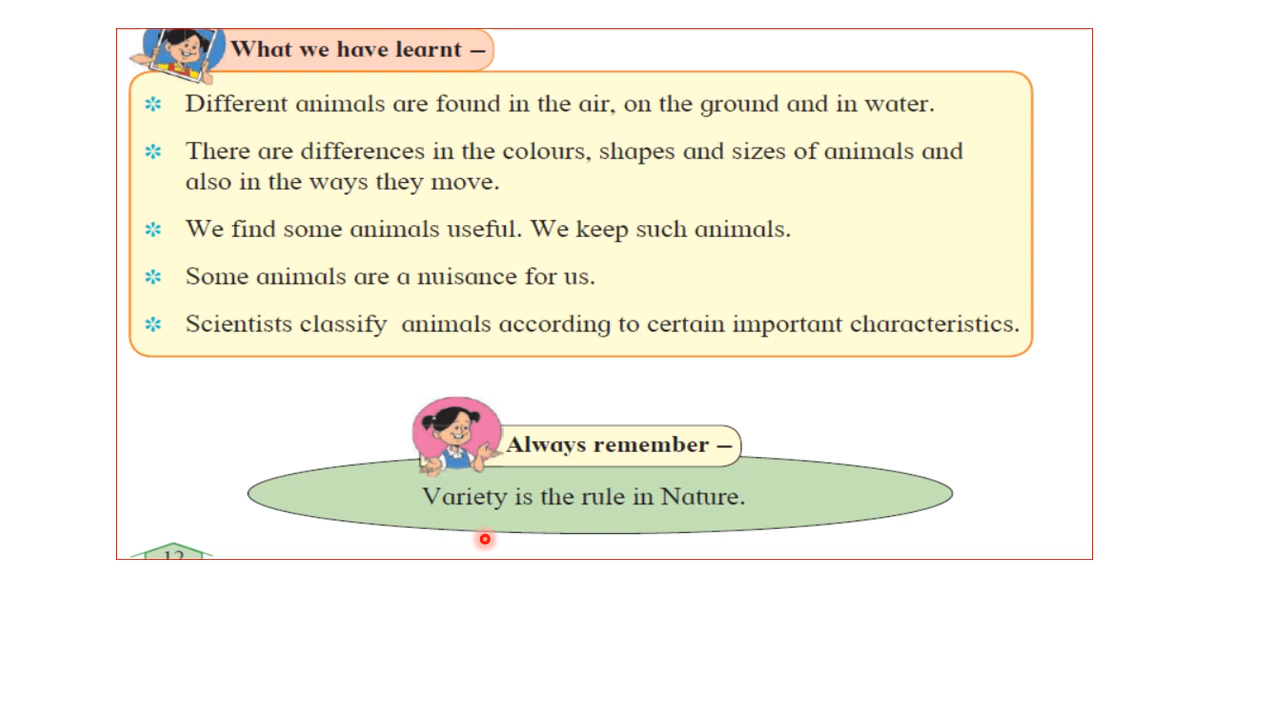 What we have learnt –
✼ Different animals are found in the air, on the ground and in water.
✼ There are differences in the colours, shapes and sizes of animals and
also in the ways they move.
✼ We find some animals useful. We keep such animals.
✼ Some animals are a nuisance for us.
✼ Scientists classify  animals according to certain important characteristics.
Always remember –
Variety is the rule in Nature.
12